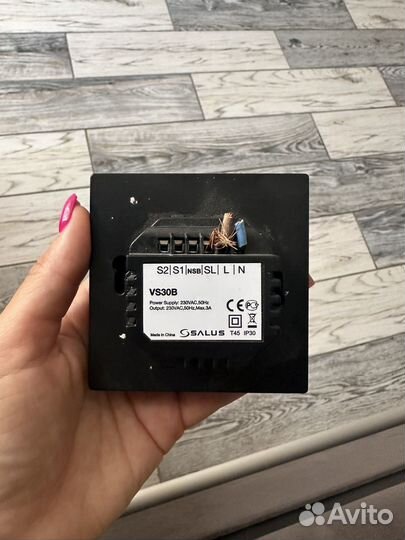 S2|S1|NSB|SL|L|N
VS30B
Power Supply: 230VAC,50Hz
Output: 230VAC,50Hz,Max.3A
CE
Made in China
SALUS
T45 IP30
Avito